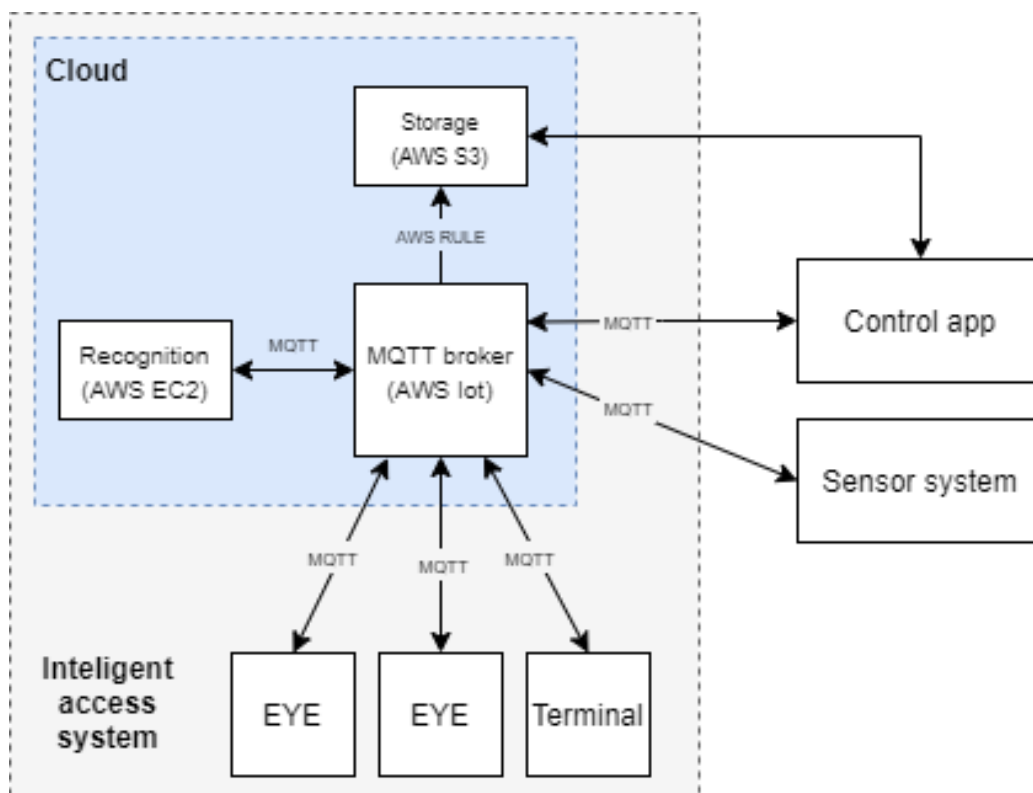 Cloud
Storage
(AWS S3)
AWS RULE
Recognition
(AWS EC2)
MQTT
MQTT broker
(AWS Iot)
MQTT
Control app
MQTT
Sensor system
MQTT
MQTT
MQTT
Inteligent
access
system
EYE
EYE
Terminal